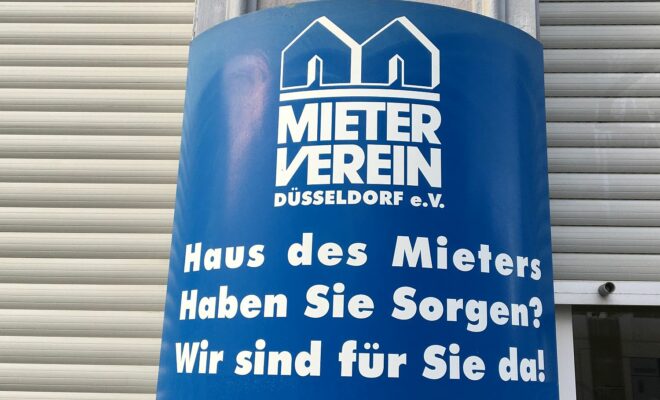 MIETER
VEREIN
DÜSSELDORF e.V.
Haus des Mieters
Haben Sie Sorgen?
Wir sind für Sie da!